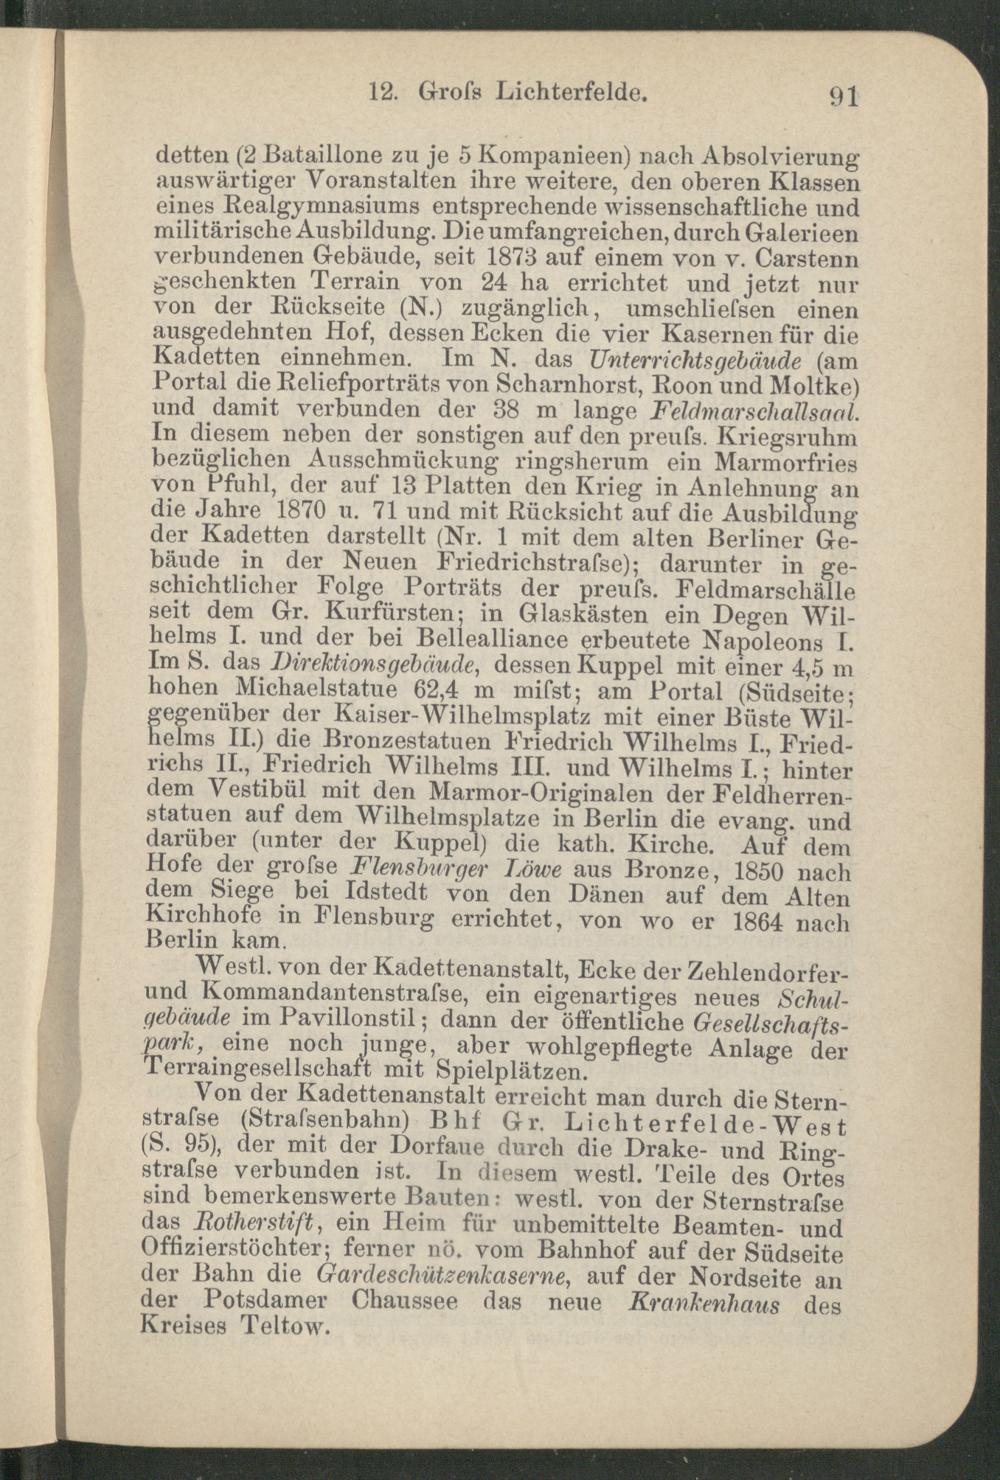 12. Groſs Lichterfelde. 91
detten (2 Bataillone zu je 5 Kompanieen) nach Absolvierung
auswärtiger Voranstalten ihre weitere, den oberen Klassen
eines Realgymnasiums entsprechende wissenschaftliche und
militärische Ausbildung. Die umfangreichen, durch Galerieen
verbundenen Gebäude, seit 1873 auf einem von v. Carstenn
geschenkten Terrain von 24 ha errichtet und jetzt nur
von der Rückseite (N.) zugänglich, umschlieſsen einen
ausgedehnten Hof, dessen Ecken die vier Kasernen für die
Kadetten einnehmen. Im N. das Unterrichtsgebäude (am
Portal die Reliefporträts von Scharnhorst, Roon und Moltke)
und damit verbunden der 38 m lange Feldmarschallsaal.
In diesem neben der sonstigen auf den preuſs. Kriegsruhm
bezüglichen Ausschmückung ringsherum ein Marmorfries
von Pfuhl, der auf 13 Platten den Krieg in Anlehnung an
die Jahre 1870 u. 71 und mit Rücksicht auf die Ausbildung
der Kadetten darstellt (Nr. 1 mit dem alten Berliner Ge-
bäude in der Neuen Friedrichstraſse); darunter in ge-
schichtlicher Folge Porträts der preuſs. Feldmarschälle
seit dem Gr. Kurfürsten; in Glaskästen ein Degen Wil-
helms I. und der bei Bellealliance erbeutete Napoleons I.
Im S. das Direktionsgebäude, dessen Kuppel mit einer 4,5 m
hohen Michaelstatue 62,4 m miſst; am Portal (Südseite;
gegenüber der Kaiser-Wilhelmsplatz mit einer Büste Wil-
helms II.) die Bronzestatuen Friedrich Wilhelms I., Fried-
richs II., Friedrich Wilhelms III. und Wilhelms I.; hinter
dem Vestibül mit den Marmor-Originalen der Feldherren-
statuen auf dem Wilhelmsplatze in Berlin die evang. und
darüber (unter der Kuppel) die kath. Kirche. Auf dem
Hofe der groſse Flensburger Löwe aus Bronze, 1850 nach
dem Siege bei Idstedt von den Dänen auf dem Alten
Kirchhofe in Flensburg errichtet, von wo er 1864 nach
Berlin kam.
Westl. von der Kadettenanstalt, Ecke der Zehlendorfer-
und Kommandantenstraſse, ein eigenartiges neues Schul-
gebäude im Pavillonstil; dann der öffentliche Gesellschafts-
park, eine noch junge, aber wohlgepflegte Anlage der
Terraingesellschaft mit Spielplätzen.
Von der Kadettenanstalt erreicht man durch die Stern-
straſse (Straſsenbahn) Bhf Gr. Lichterfelde-West
(S. 95), der mit der Dorfaue durch die Drake- und Ring-
straſse verbunden ist. In diesem westl. Teile des Ortes
sind bemerkenswerte Bauten: westl. von der Sternstraſse
das Rotherstift, ein Heim für unbemittelte Beamten- und
Offizierstöchter; ferner nö. vom Bahnhof auf der Südseite
der Bahn die Gardeschützenkaserne, auf der Nordseite an
der Potsdamer Chaussee das neue Krankenhaus des
Kreises Teltow.